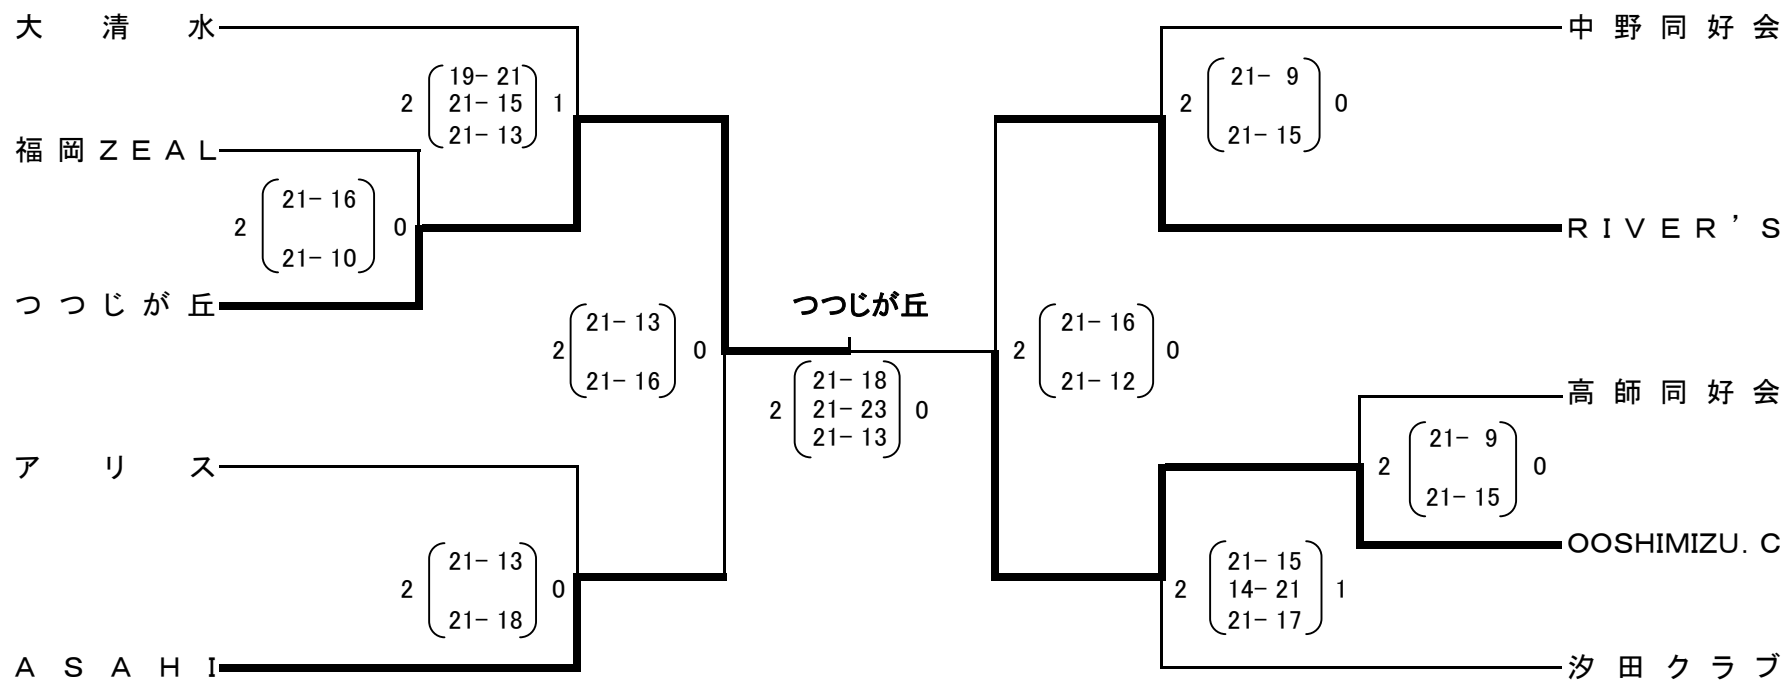 大清水
中野同好会
2 19-21 1
21-15
21-13
2 21-9 0
21-15
福岡ZEAL
2 21-16 0
21-10
RIVER'S
つつじが丘
つつじが丘
2 21-13 0
21-16
2 21-16 0
21-12
2 21-18 0
21-23
21-13
高師同好会
2 21-9 0
21-15
アリス
OOSHIMIZU.C
2 21-13 0
21-18
2 21-15 1
14-21
21-17
ASAHI
汐田クラブ